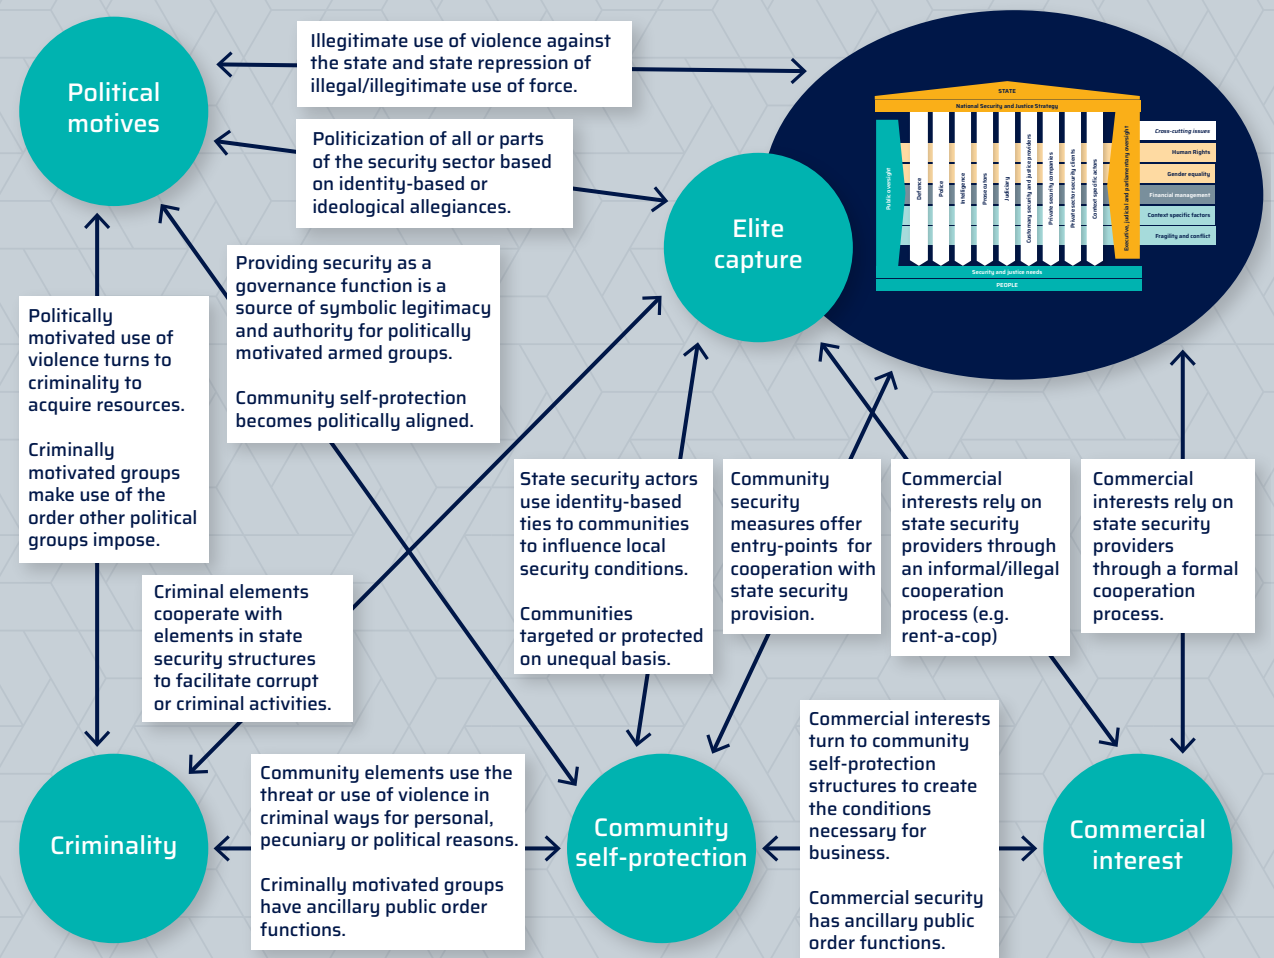 Political
motives
Illegitimate use of violence against
the state and state repression of
illegal/illegitimate use of force.
Politicization of all or parts
of the security sector based
on identity-based or
ideological allegiances.
Elite
capture
STATE
National Security and Justice Strategy
Public oversight
Defence
Police
Intelligence
Prosecutors
Judiciary
Customary security and justice providers
Private security companies
Private sector security clients
Context specific actors
Executive, judicial and parliamentary oversight
Cross-cutting issues
Human Rights
Gender equality
Financial management
Context specific factors
Fragility and conflict
Security and justice needs
PEOPLE
Providing security as a
governance function is a
source of symbolic legitimacy
and authority for politically
motivated armed groups.
Community self-protection
becomes politically aligned.
Politically
motivated use of
violence turns to
criminality to
acquire resources.
Criminally
motivated groups
make use of the
order other political
groups impose.
Criminal elements
cooperate with
elements in state
security structures
to facilitate corrupt
or criminal activities.
State security actors
use identity-based
ties to communities
to influence local
security conditions.
Communities
targeted or protected
on unequal basis.
Community
security
measures offer
entry-points for
cooperation with
state security
provision.
Commercial
interests rely on
state security
providers through
an informal/illegal
cooperation
process (e.g.
rent-a-cop)
Commercial
interests rely on
state security
providers
through a formal
cooperation
process.
Criminality
Community elements use the
threat or use of violence in
criminal ways for personal,
pecuniary or political reasons.
Criminally motivated groups
have ancillary public order
functions.
Community
self-protection
Commercial interests
turn to community
self-protection
structures to create
the conditions
necessary for
business.
Commercial security
has ancillary public
order functions.
Commercial
interest